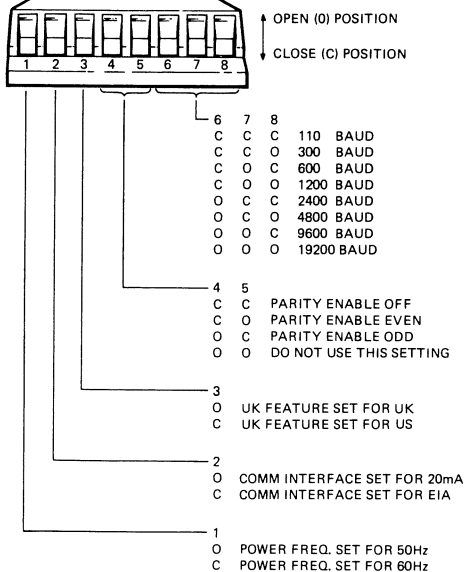 OPEN (0) POSITION
CLOSE (C) POSITION
1 2 3 4 5 6 7 8
6 7 8
C C C 110 BAUD
C C O 300 BAUD
C O C 600 BAUD
C O O 1200 BAUD
O C C 2400 BAUD
O C O 4800 BAUD
O O C 9600 BAUD
O O O 19200 BAUD
4 5
C C PARITY ENABLE OFF
C O PARITY ENABLE EVEN
O C PARITY ENABLE ODD
O O DO NOT USE THIS SETTING
3
O UK FEATURE SET FOR UK
C UK FEATURE SET FOR US
2
O COMM INTERFACE SET FOR 20mA
C COMM INTERFACE SET FOR EIA
1
O POWER FREQ. SET FOR 50Hz
C POWER FREQ. SET FOR 60Hz